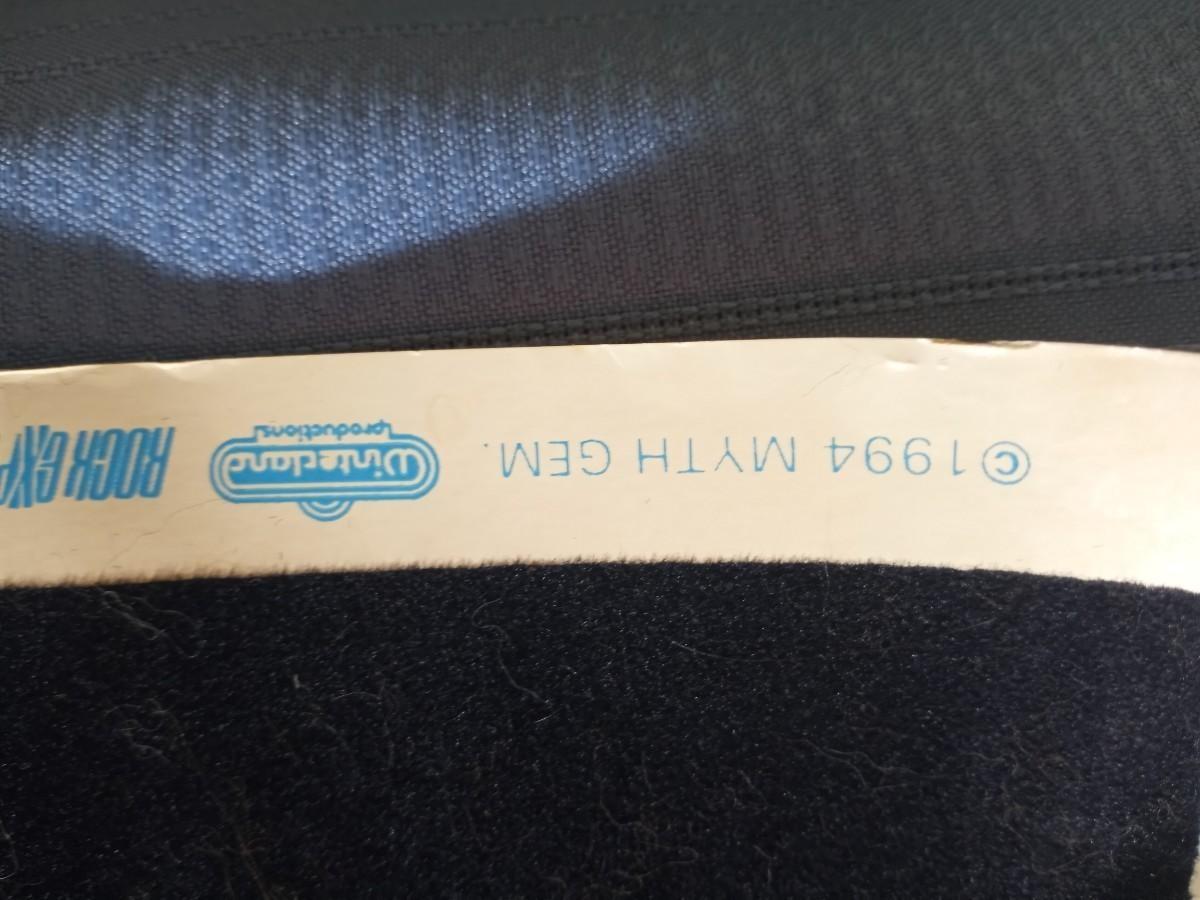 ©1994 MYTH GEM.
Winterland
productions
ROCK EXP